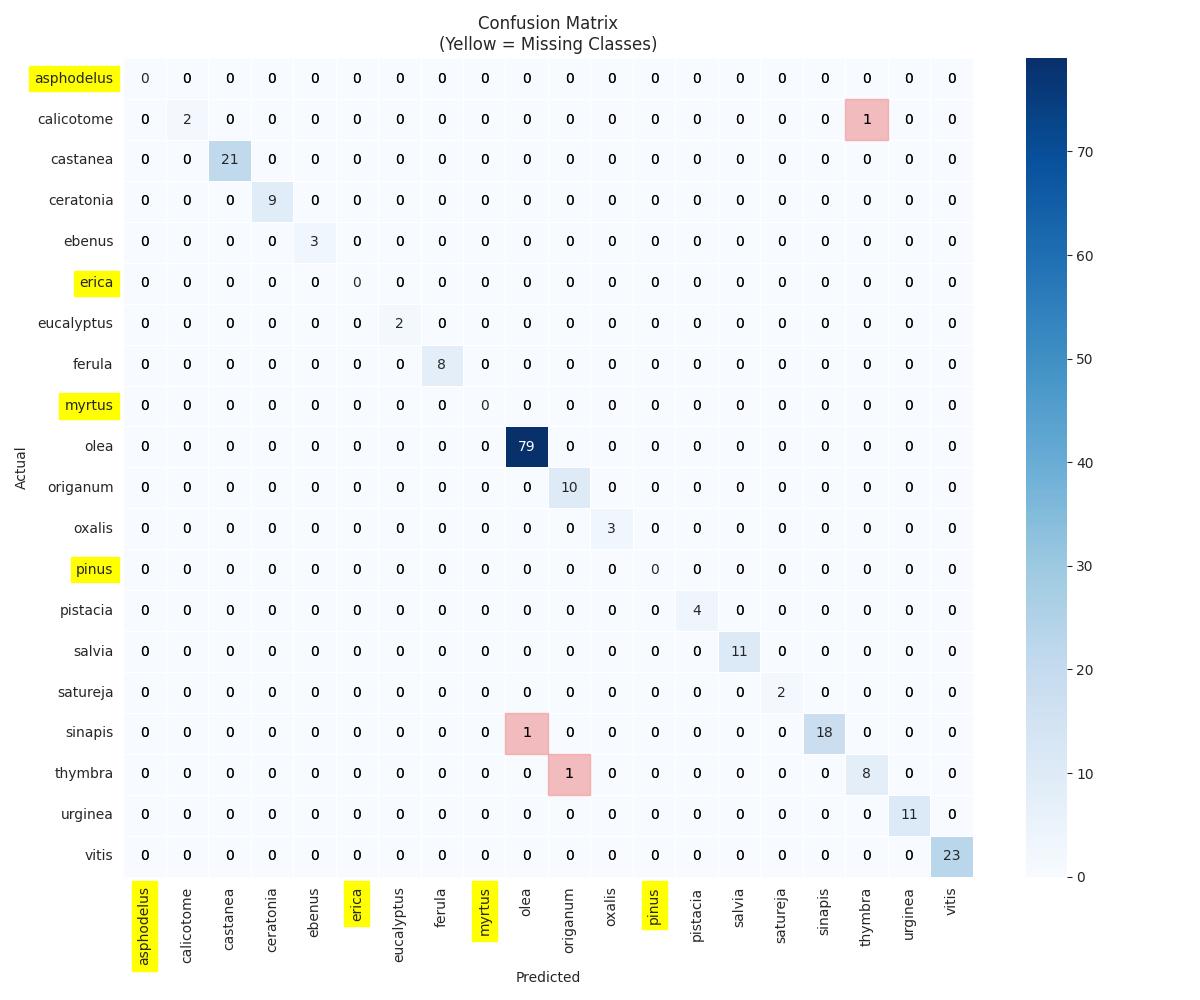 Confusion Matrix
(Yellow = Missing Classes)
asphodelus 0 0 0 0 0 0 0 0 0 0 0 0 0 0 0 0 0 0 0 0
calicotome 0 2 0 0 0 0 0 0 0 0 0 0 0 0 0 0 0 1 0 0
castanea 0 0 21 0 0 0 0 0 0 0 0 0 0 0 0 0 0 0 0 0
ceratonia 0 0 0 9 0 0 0 0 0 0 0 0 0 0 0 0 0 0 0 0
ebenus 0 0 0 0 3 0 0 0 0 0 0 0 0 0 0 0 0 0 0 0
erica 0 0 0 0 0 0 0 0 0 0 0 0 0 0 0 0 0 0 0 0
eucalyptus 0 0 0 0 0 0 2 0 0 0 0 0 0 0 0 0 0 0 0 0
ferula 0 0 0 0 0 0 0 8 0 0 0 0 0 0 0 0 0 0 0 0
myrtus 0 0 0 0 0 0 0 0 0 0 0 0 0 0 0 0 0 0 0 0
olea 0 0 0 0 0 0 0 0 0 79 0 0 0 0 0 0 0 0 0 0
origanum 0 0 0 0 0 0 0 0 0 0 10 0 0 0 0 0 0 0 0 0
oxalis 0 0 0 0 0 0 0 0 0 0 0 3 0 0 0 0 0 0 0 0
pinus 0 0 0 0 0 0 0 0 0 0 0 0 0 0 0 0 0 0 0 0
pistacia 0 0 0 0 0 0 0 0 0 0 0 0 0 4 0 0 0 0 0 0
salvia 0 0 0 0 0 0 0 0 0 0 0 0 0 0 11 0 0 0 0 0
satureja 0 0 0 0 0 0 0 0 0 0 0 0 0 0 0 2 0 0 0 0
sinapis 0 0 0 0 0 0 0 0 0 1 0 0 0 0 0 0 18 0 0 0
thymbra 0 0 0 0 0 0 0 0 0 0 1 0 0 0 0 0 0 8 0 0
urginea 0 0 0 0 0 0 0 0 0 0 0 0 0 0 0 0 0 0 11 0
vitis 0 0 0 0 0 0 0 0 0 0 0 0 0 0 0 0 0 0 0 23
Actual
asphodelus
calicotome
castanea
ceratonia
ebenus
erica
eucalyptus
ferula
myrtus
olea
origanum
oxalis
pinus
pistacia
salvia
satureja
sinapis
thymbra
urginea
vitis
Predicted
70
60
50
40
30
20
10
0